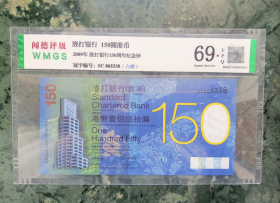 闻德评级
WMGS
渣打银行 150圆港币
2009年 渣打银行150周年纪念钞
冠字编号: SC 865338
69
EPQ
150
渣打銀行(香港)
Standard
Chartered Bank
港幣壹佰伍拾圓
One
Hundred
Fifty
150